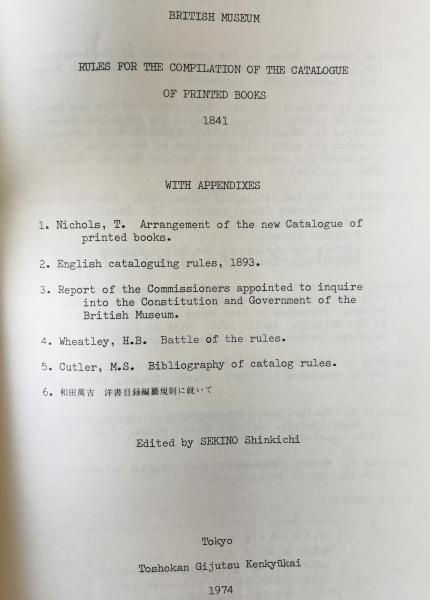 BRITISH MUSEUM
RULES FOR THE COMPILATION OF THE CATALOGUE
OF PRINTED BOOKS
1841
WITH APPENDIXES
1. Nichols, T. Arrangement of the new Catalogue of
printed books.
2. English cataloguing rules, 1893.
3. Report of the Commissioners appointed to inquire
into the Constitution and Government of the
British Museum.
4. Wheatley, H.B. Battle of the rules.
5. Cutler, M.S. Bibliography of catalog rules.
6. 和田萬吉 洋書目録編纂規則に就いて
Edited by SEKINO Shinkichi
Tokyo
Toshokan Gijutsu Kenkyūkai
1974